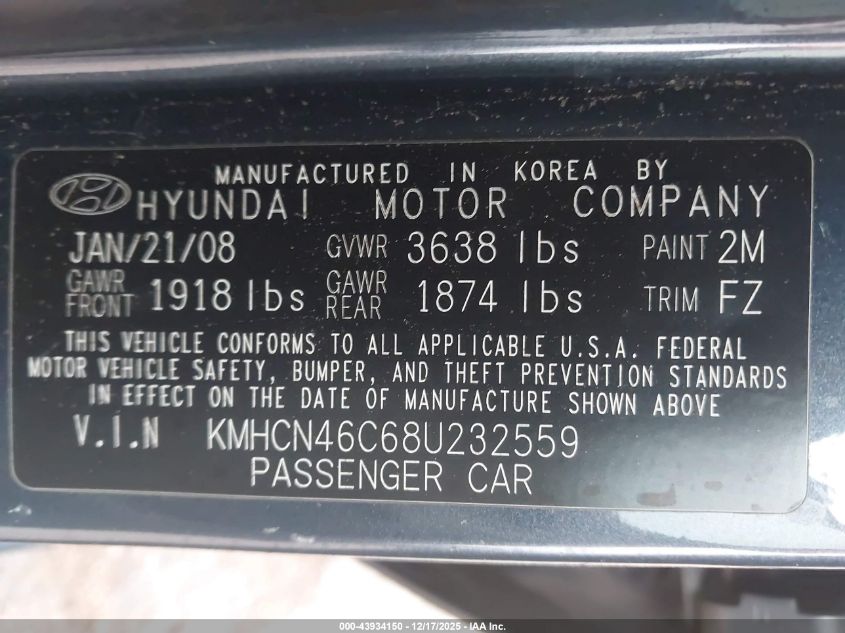 MANUFACTURED IN KOREA BY
HYUNDAI MOTOR COMPANY
JAN/21/08 GVWR 3638 lbs PAINT 2M
GAWR FRONT 1918 lbs GAWR REAR 1874 lbs TRIM FZ
THIS VEHICLE CONFORMS TO ALL APPLICABLE U.S.A. FEDERAL
MOTOR VEHICLE SAFETY, BUMPER, AND THEFT PREVENTION STANDARDS
IN EFFECT ON THE DATE OF MANUFACTURE SHOWN ABOVE
V.I.N KMHCN46C68U232559
PASSENGER CAR
000-43934150 - 12/17/2025 - IAA Inc.